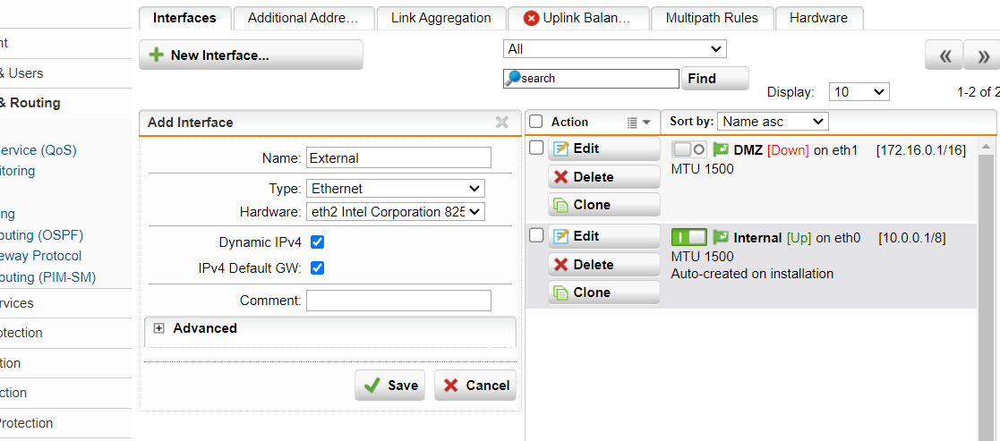 Interfaces
Additional Addre...
Link Aggregation
Uplink Balan...
Multipath Rules
Hardware
nt
& Users
& Routing
Service (QoS)
itoring
ng
outing (OSPF)
eway Protocol
outing (PIM-SM)
rvices
otection
tion
ction
Protection
New Interface...
All
search
Find
Display: 10
1-2 of 2
Add Interface
Name: External
Type: Ethernet
Hardware: eth2 Intel Corporation 825
Dynamic IPv4
IPv4 Default GW:
Comment:
Advanced
Save
Cancel
Action
Sort by: Name asc
Edit
DMZ [Down] on eth1 [172.16.0.1/16]
MTU 1500
Delete
Clone
Edit
Internal [Up] on eth0 [10.0.0.1/8]
MTU 1500
Auto-created on installation
Delete
Clone